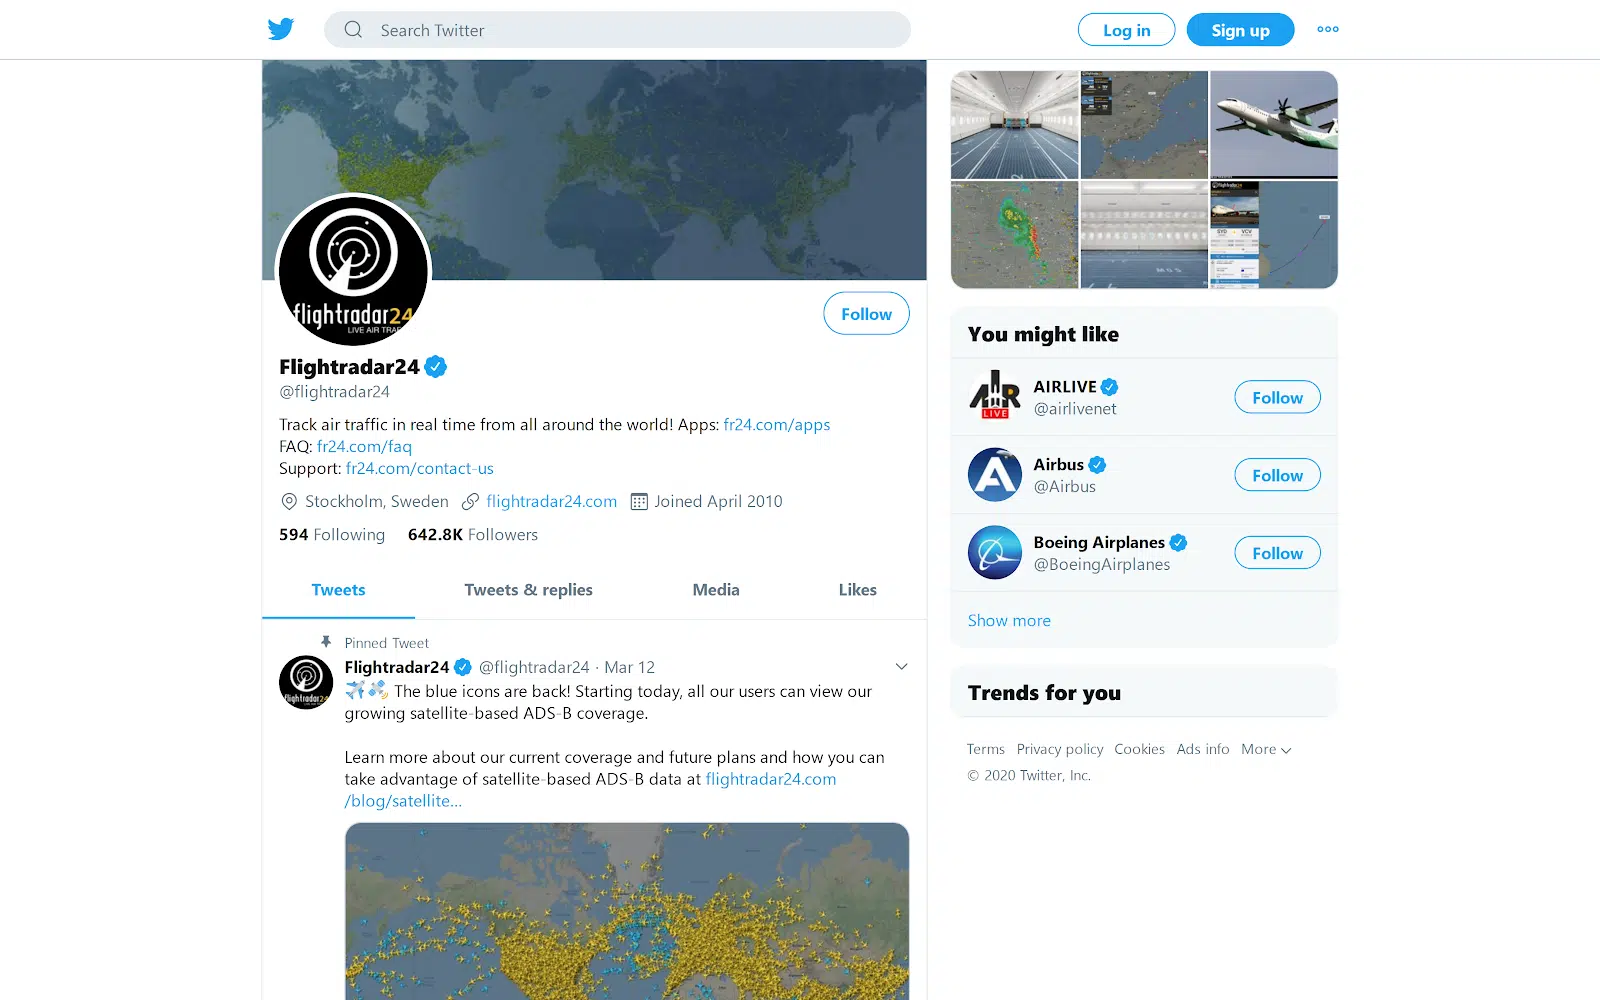 Search Twitter
Log in
Sign up
flightradar24
LIVE AIR TRAF
Follow
Flightradar24
@flightradar24
Track air traffic in real time from all around the world! Apps: fr24.com/apps
FAQ: fr24.com/faq
Support: fr24.com/contact-us
Stockholm, Sweden flightradar24.com Joined April 2010
594 Following 642.8K Followers
Tweets Tweets & replies Media Likes
Pinned Tweet
Flightradar24 @flightradar24 · Mar 12
The blue icons are back! Starting today, all our users can view our
growing satellite-based ADS-B coverage.
Learn more about our current coverage and future plans and how you can
take advantage of satellite-based ADS-B data at flightradar24.com
/blog/satellite...
SYD VCV
You might like
AIR
LIVE
AIRLIVE
@airlivenet
Follow
Airbus
@Airbus
Follow
Boeing Airplanes
@BoeingAirplanes
Follow
Show more
Trends for you
Terms Privacy policy Cookies Ads info More
© 2020 Twitter, Inc.